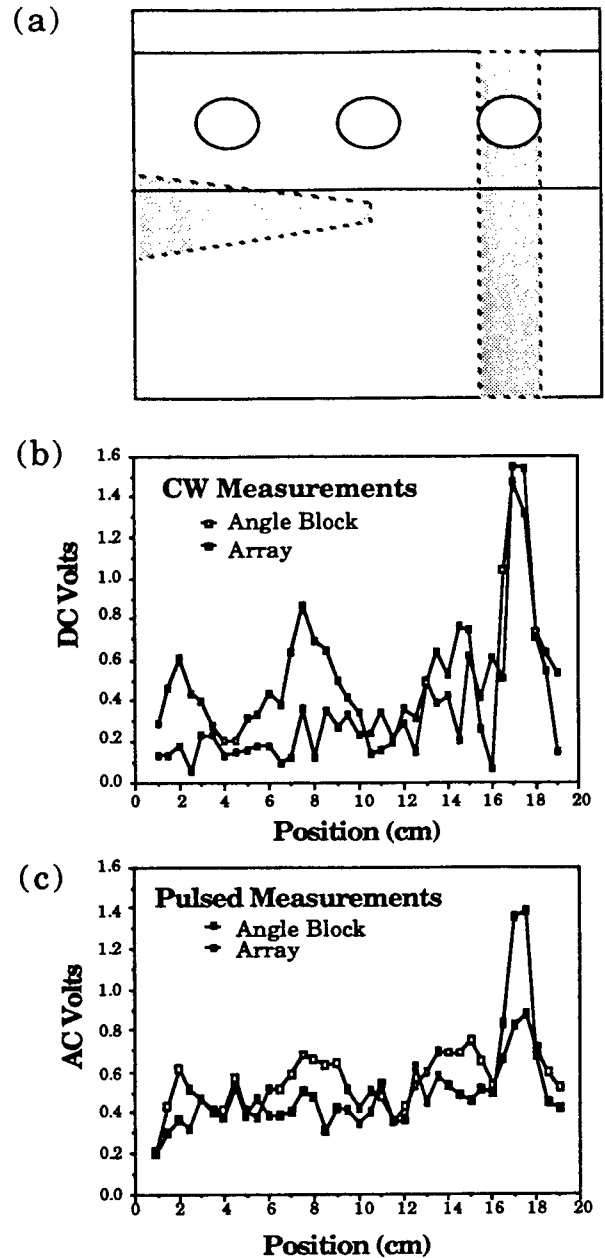 (a)
(b)
1.6
1.4
1.2
1.0
0.8
0.6
0.4
0.2
0.0
DC Volts
CW Measurements
Angle Block
Array
0 2 4 6 8 10 12 14 16 18 20
Position (cm)
(c)
1.6
1.4
1.2
1.0
0.8
0.6
0.4
0.2
0.0
AC Volts
Pulsed Measurements
Angle Block
Array
0 2 4 6 8 10 12 14 16 18 20
Position (cm)